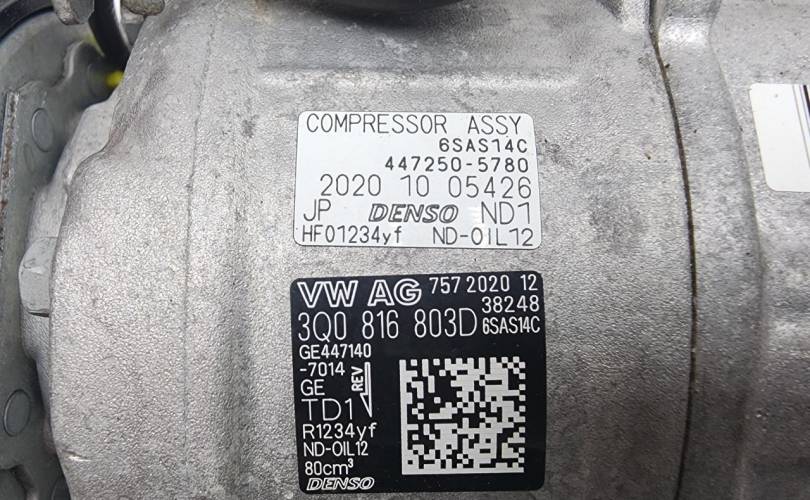 COMPRESSOR ASSY
6SAS14C
447250-5780
2020 10 05426
JP DENSO ND1
HF01234yf ND-OIL12
VW AG 757 2020 12
38248
3Q0 816 803D 6SAS14C
GE447140
-7014
GE REV
TD1
R1234yf
ND-OIL12
80cm³
DENSO